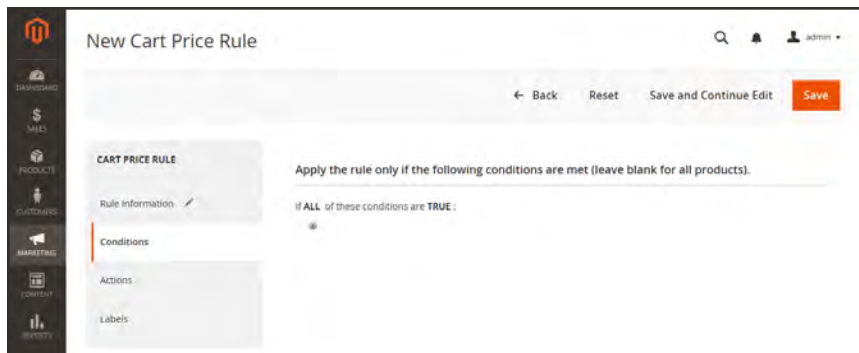 New Cart Price Rule
admin
DASHBOARD
← Back Reset Save and Continue Edit Save
SALES
PRODUCTS
CART PRICE RULE
Apply the rule only if the following conditions are met (leave blank for all products).
Rule Information
If ALL of these conditions are TRUE :
CUSTOMERS
Conditions
MARKETING
Actions
CONTENT
Labels
REPORTS